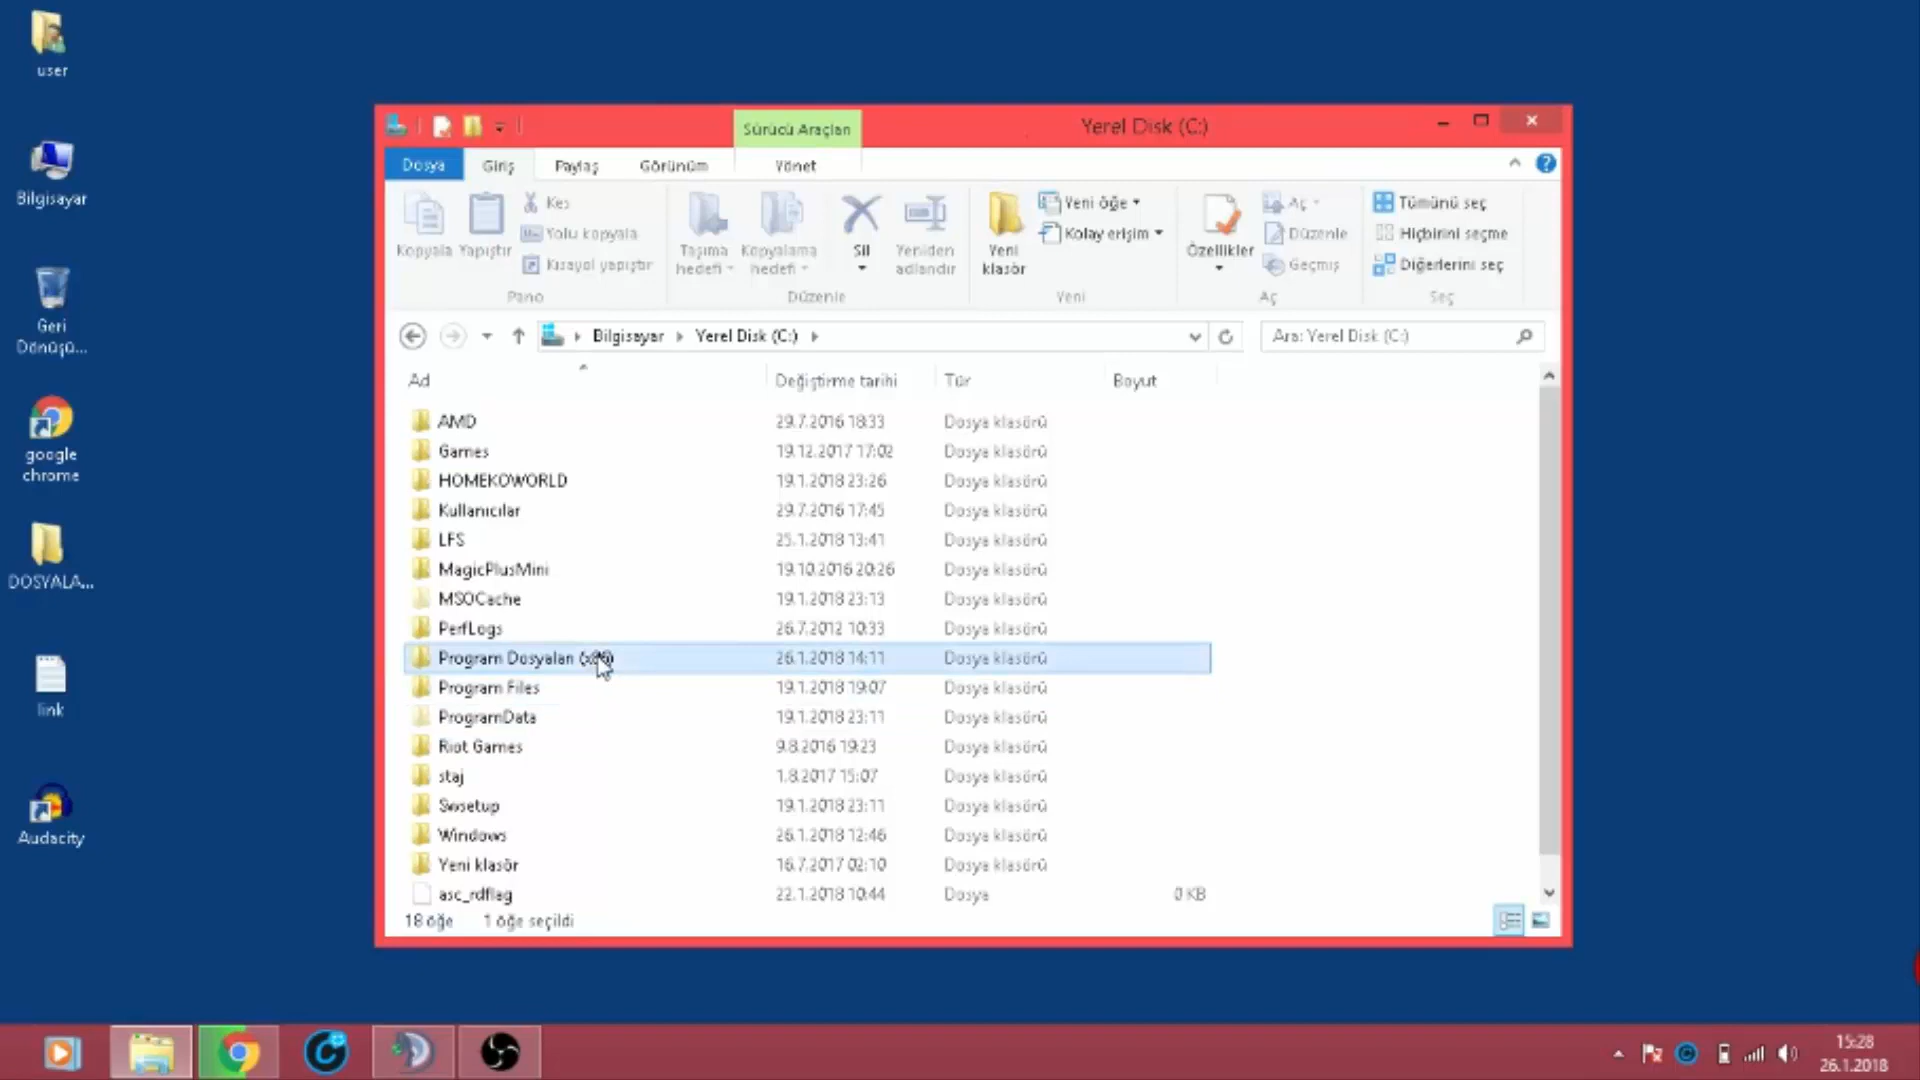 user
Bilgisayar
Geri
Dönüşü...
google
chrome
DOSYALA...
link
Audacity
Sürücü Araçları
Yerel Disk (C:)
Dosya
Giriş
Paylaş
Görünüm
Yönet
Kopyala
Yapıştır
Kes
Yolu kopyala
Kısayol yapıştır
Pano
Taşıma
hedefi
Kopyalama
hedefi
Sil
Yeniden
adlandır
Düzenle
Yeni
klasör
Yeni öğe
Kolay erişim
Yeni
Özellikler
Aç
Düzenle
Geçmiş
Aç
Tümünü seç
Hiçbirini seçme
Diğerlerini seç
Seç
Bilgisayar
Yerel Disk (C:)
Ara: Yerel Disk (C:)
Ad Değiştirme tarihi Tür Boyut
AMD 29.7.2016 18:33 Dosya klasörü
Games 19.12.2017 17:02 Dosya klasörü
HOMEKOWORLD 19.1.2018 23:26 Dosya klasörü
Kullanıcılar 29.7.2016 17:45 Dosya klasörü
LFS 25.1.2018 13:41 Dosya klasörü
MagicPlusMini 19.10.2016 20:26 Dosya klasörü
MSOCache 19.1.2018 23:13 Dosya klasörü
PerfLogs 26.7.2012 10:33 Dosya klasörü
Program Dosyaları (x86) 26.1.2018 14:11 Dosya klasörü
Program Files 19.1.2018 19:07 Dosya klasörü
ProgramData 19.1.2018 23:11 Dosya klasörü
Riot Games 9.8.2016 19:23 Dosya klasörü
staj 1.8.2017 15:07 Dosya klasörü
Swsetup 19.1.2018 23:11 Dosya klasörü
Windows 26.1.2018 12:46 Dosya klasörü
Yeni klasör 16.7.2017 02:10 Dosya klasörü
asc_rdflag 22.1.2018 10:44 Dosya 0 KB
18 öğe 1 öğe seçildi
15:28
26.1.2018